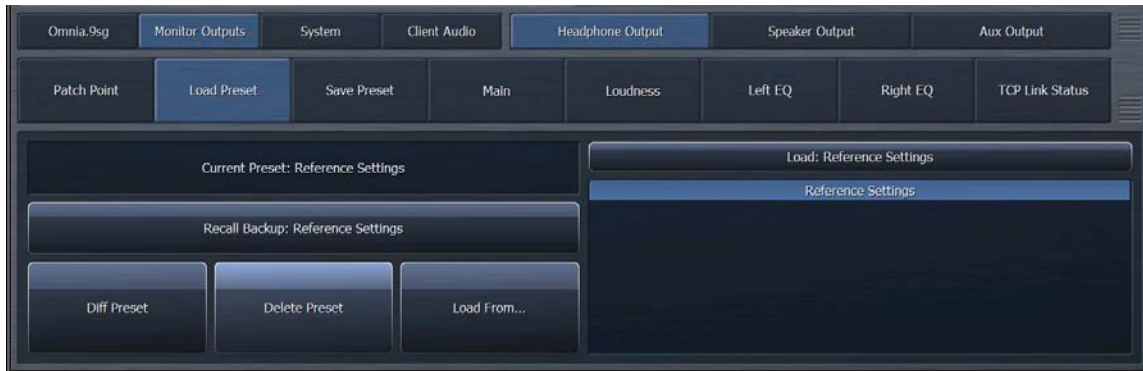 Omnia.9sg Monitor Outputs System Client Audio Headphone Output Speaker Output Aux Output
Patch Point Load Preset Save Preset Main Loudness Left EQ Right EQ TCP Link Status
Current Preset: Reference Settings
Recall Backup: Reference Settings
Diff Preset Delete Preset Load From...
Load: Reference Settings
Reference Settings